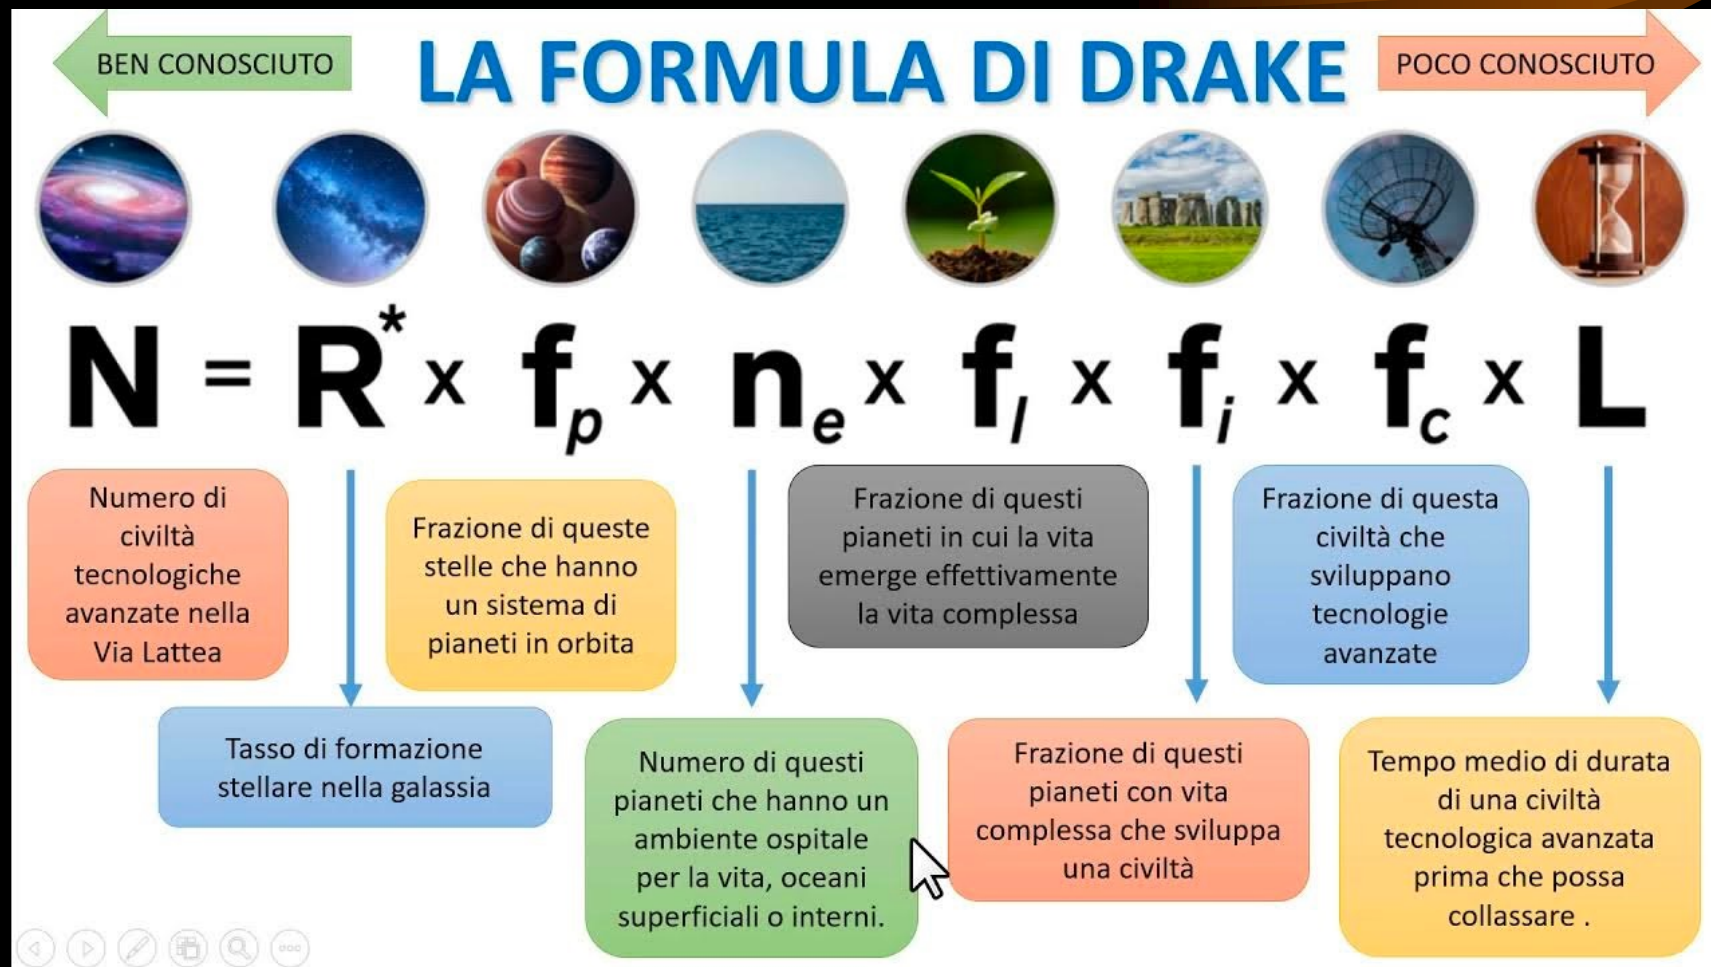 BEN CONOSCIUTO
LA FORMULA DI DRAKE
POCO CONOSCIUTO
N = R* x fp x ne x fl x fi x fc x L
Numero di
civiltà
tecnologiche
avanzate nella
Via Lattea
Tasso di formazione
stellare nella galassia
Frazione di queste
stelle che hanno
un sistema di
pianeti in orbita
Numero di questi
pianeti che hanno un
ambiente ospitale
per la vita, oceani
superficiali o interni.
Frazione di questi
pianeti in cui la vita
emerge effettivamente
la vita complessa
Frazione di questi
pianeti con vita
complessa che sviluppa
una civiltà
Frazione di questa
civiltà che
sviluppano
tecnologie
avanzate
Tempo medio di durata
di una civiltà
tecnologica avanzata
prima che possa
collassare .